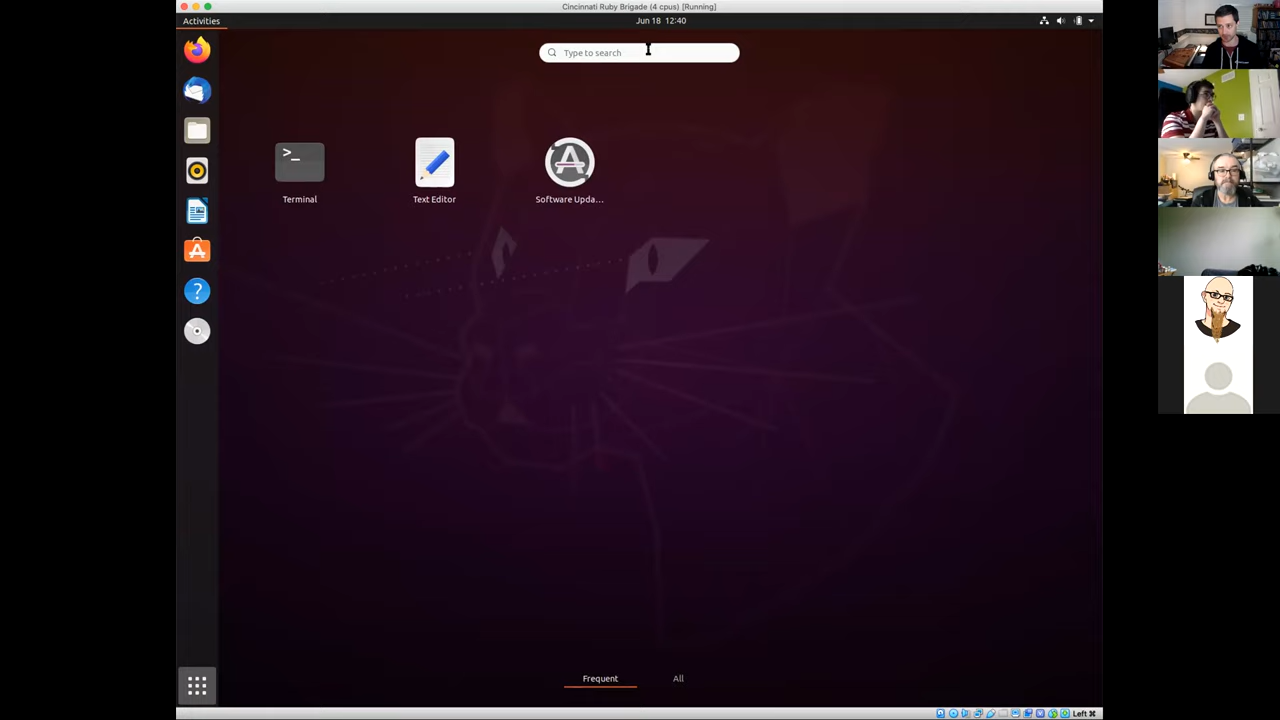 Cincinnati Ruby Brigade (4 cpus) [Running]
Activities
Jun 18 12:40
Type to search
>_
Terminal
Text Editor
Software Upda...
?
Frequent
All
Left ⌘